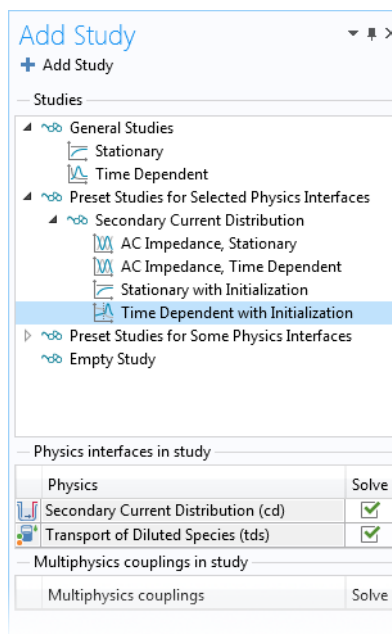 Add Study
Add Study
Studies
General Studies
Stationary
Time Dependent
Preset Studies for Selected Physics Interfaces
Secondary Current Distribution
AC Impedance, Stationary
AC Impedance, Time Dependent
Stationary with Initialization
Time Dependent with Initialization
Preset Studies for Some Physics Interfaces
Empty Study
Physics interfaces in study
Physics Solve
Secondary Current Distribution (cd)
Transport of Diluted Species (tds)
Multiphysics couplings in study
Multiphysics couplings Solve